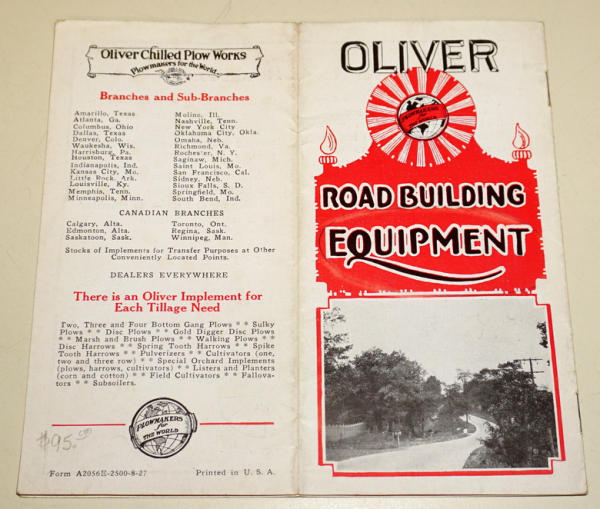 Oliver Chilled Plow Works
Plowmakers for the World
Branches and Sub-Branches
Amarillo, Texas
Atlanta, Ga.
Columbus, Ohio
Dallas, Texas
Denver, Colo.
Waukesha, Wis.
Harrisburg, Pa.
Houston, Texas
Indianapolis, Ind.
Kansas City, Mo.
Little Rock, Ark.
Louisville, Ky.
Memphis, Tenn.
Minneapolis, Minn.
Moline, Ill.
Nashville, Tenn.
New York City
Oklahoma City, Okla.
Omaha, Neb.
Richmond, Va.
Rochester, N. Y.
Saginaw, Mich.
Saint Louis, Mo.
San Francisco, Cal.
Sidney, Neb.
Sioux Falls, S. D.
Springfield, Mo.
South Bend, Ind.
CANADIAN BRANCHES
Calgary, Alta.
Edmonton, Alta.
Saskatoon, Sask.
Toronto, Ont.
Regina, Sask.
Winnipeg, Man.
Stocks of Implements for Transfer Purposes at Other
Conveniently Located Points.
DEALERS EVERYWHERE
There is an Oliver Implement for
Each Tillage Need
Two, Three and Four Bottom Gang Plows * * Sulky
Plows * * Disc Plows * * Gold Digger Disc Plows
* * Marsh and Brush Plows * * Walking Plows * *
Disc Harrows * * Spring Tooth Harrows * * Spike
Tooth Harrows * * Pulverizers * * Cultivators (one,
two and three row) * * Special Orchard Implements
(plows, harrows, cultivators) * * Listers and Planters
(corn and cotton) * * Field Cultivators * * Fallova-
tors * * Subsoilers.
PLOWMAKERS
for
THE WORLD
$95.00
Form A2056E-2500-8-27
Printed in U. S. A.
OLIVER
PLOWMAKERS
FOR THE
WORLD
ROAD BUILDING
EQUIPMENT